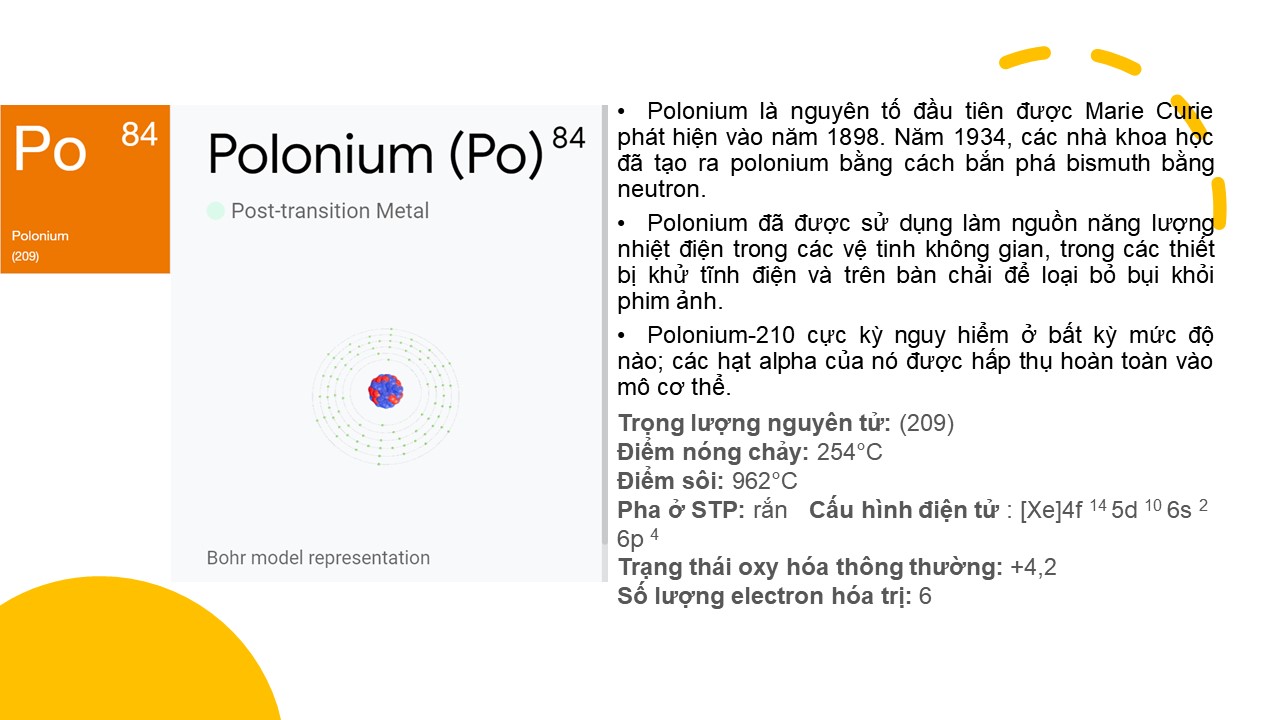 Po 84
Polonium
(209)
Polonium (Po) 84
Post-transition Metal
Bohr model representation
• Polonium là nguyên tố đầu tiên được Marie Curie
phát hiện vào năm 1898. Năm 1934, các nhà khoa học
đã tạo ra polonium bằng cách bắn phá bismuth bằng
neutron.
• Polonium đã được sử dụng làm nguồn năng lượng
nhiệt điện trong các vệ tinh không gian, trong các thiết
bị khử tĩnh điện và trên bàn chải để loại bỏ bụi khỏi
phim ảnh.
• Polonium-210 cực kỳ nguy hiểm ở bất kỳ mức độ
nào; các hạt alpha của nó được hấp thụ hoàn toàn vào
mô cơ thể.
Trọng lượng nguyên tử: (209)
Điểm nóng chảy: 254°C
Điểm sôi: 962°C
Pha ở STP: rắn Cấu hình điện tử : [Xe]4f 14 5d 10 6s 2
6p 4
Trạng thái oxy hóa thông thường: +4,2
Số lượng electron hóa trị: 6